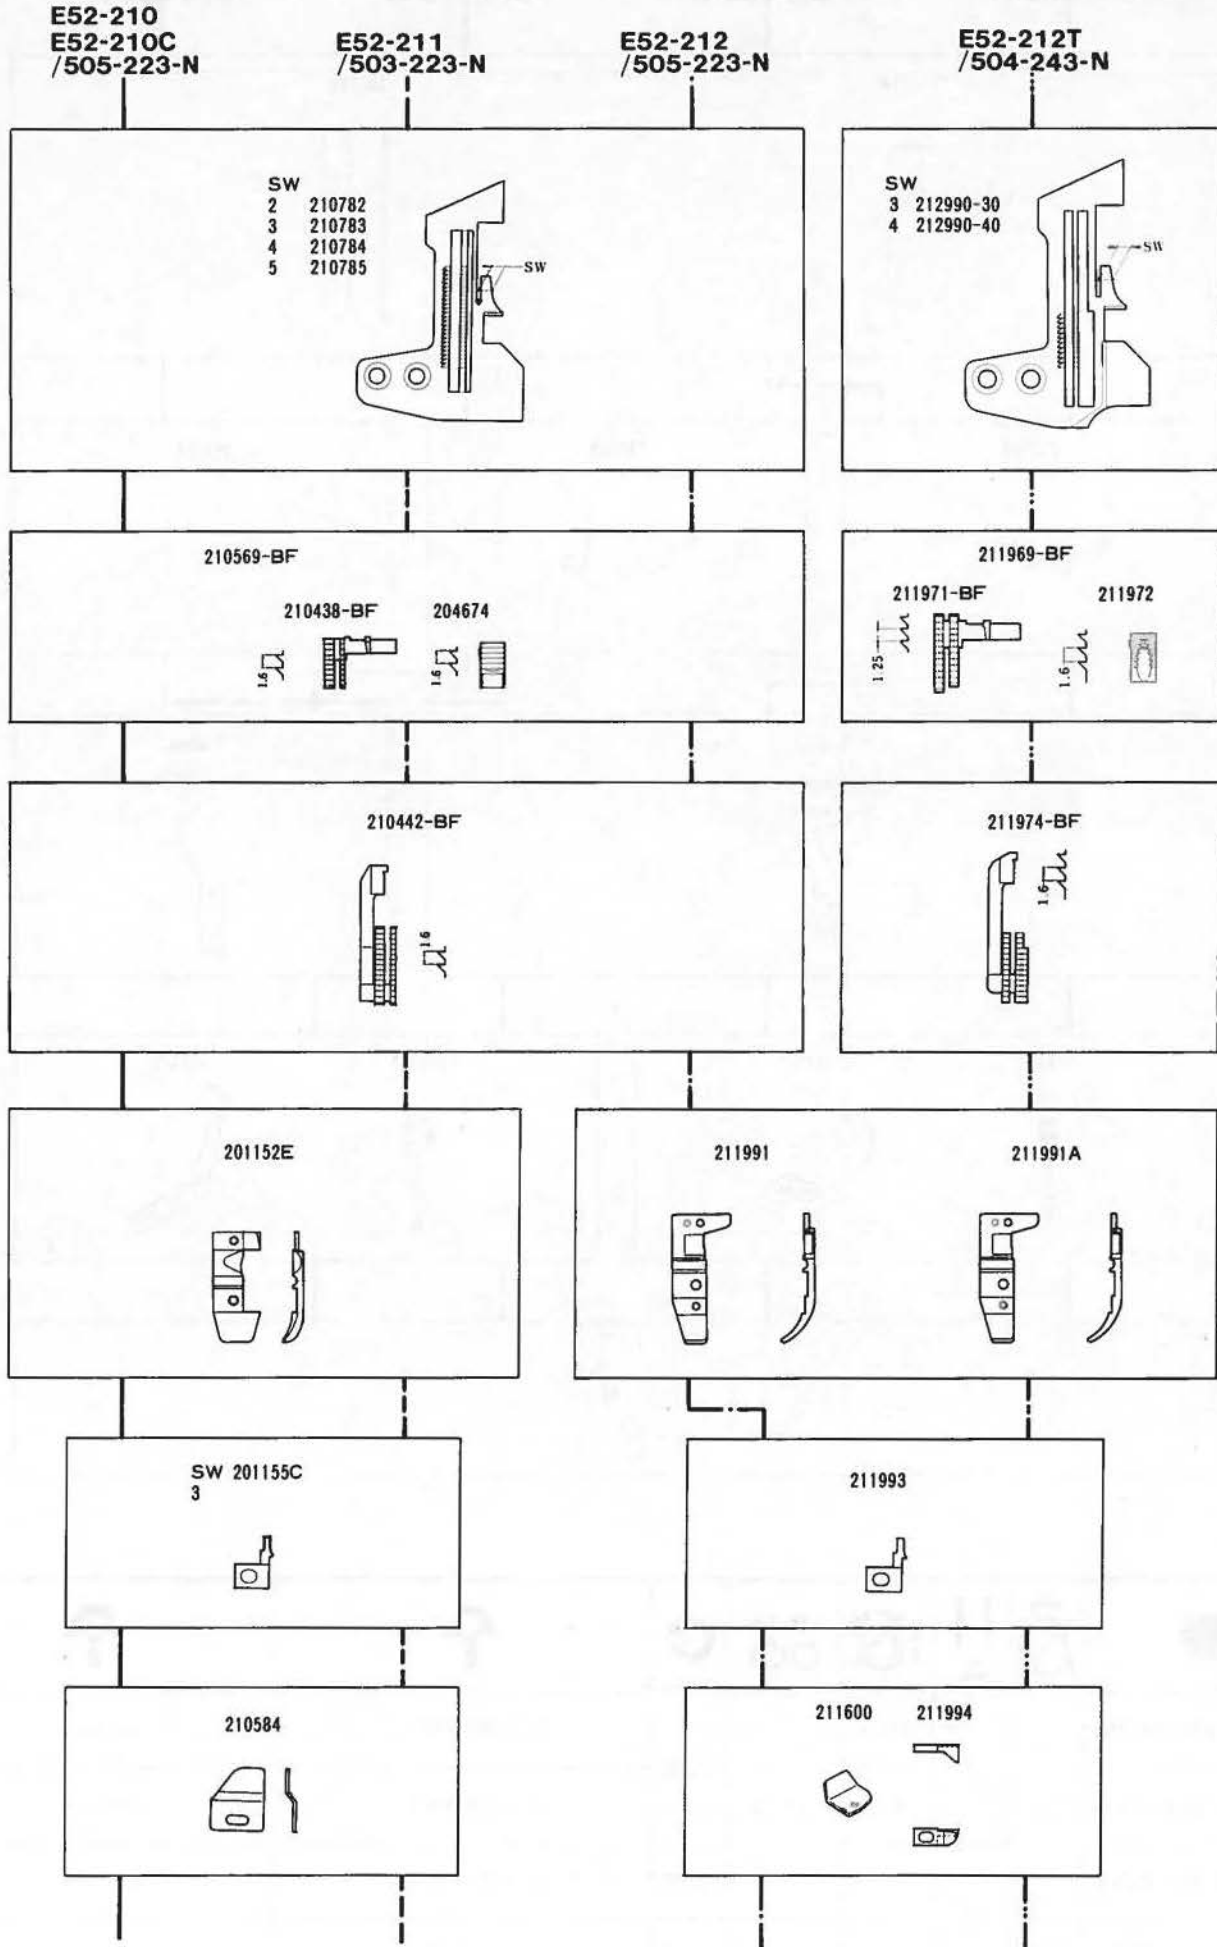 E52-210
E52-210C
/505-223-N
E52-211
/503-223-N
E52-212
/505-223-N
E52-212T
/504-243-N
SW
2 210782
3 210783
4 210784
5 210785
SW
SW
3 212990-30
4 212990-40
SW
210569-BF
210438-BF
204674
1.6
1.6
211969-BF
211971-BF
211972
1.25
1.6
210442-BF
1.6
211974-BF
1.6
201152E
211991
211991A
SW 201155C
3
211993
210584
211600
211994